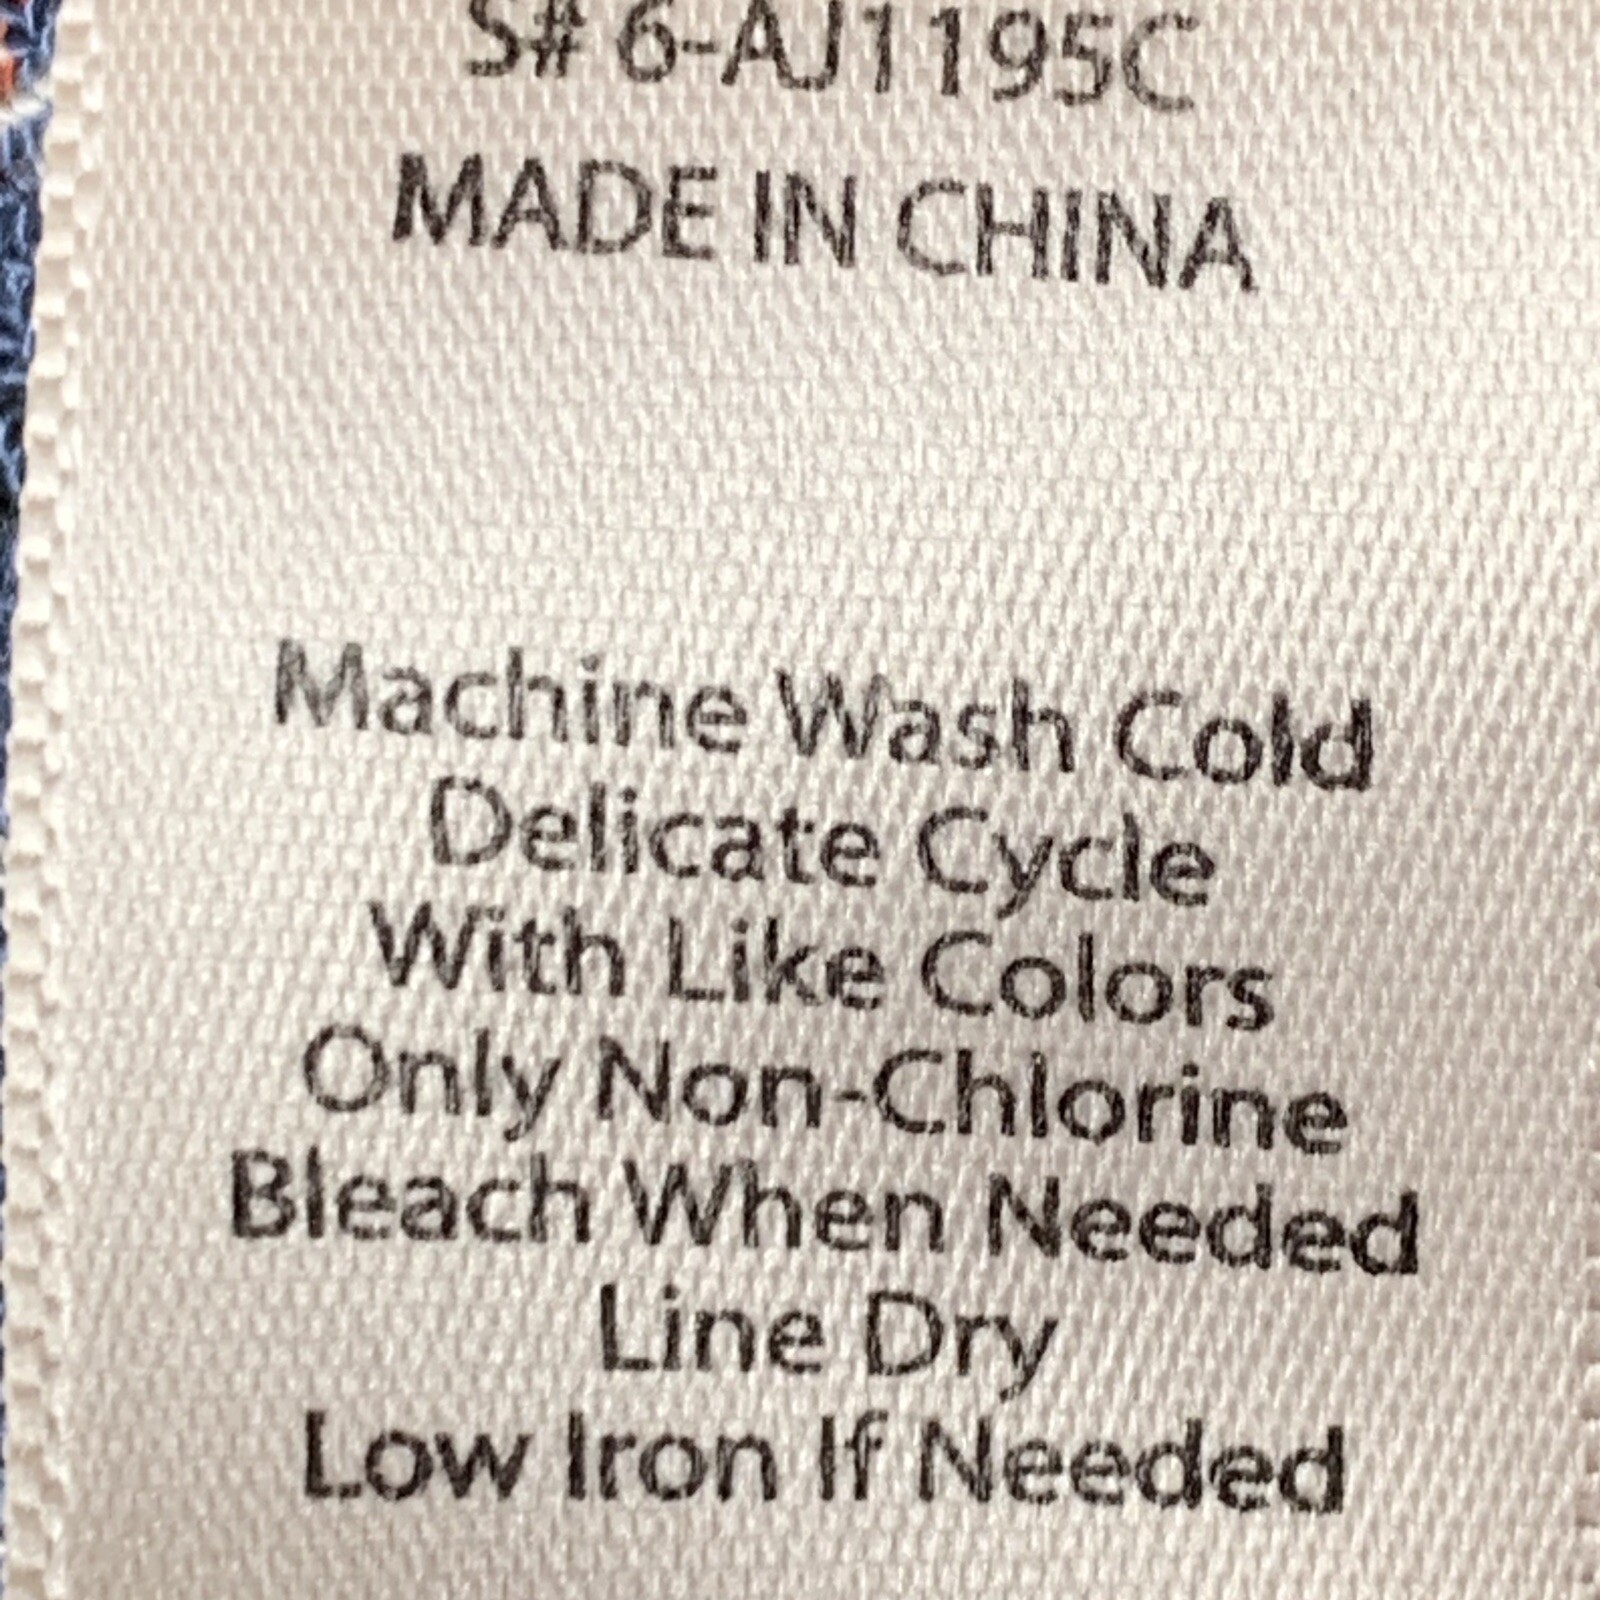 S# 6-AJ1195C
MADE IN CHINA
Machine Wash Cold
Delicate Cycle
With Like Colors
Only Non-Chlorine
Bleach When Needed
Line Dry
Low Iron If Needed